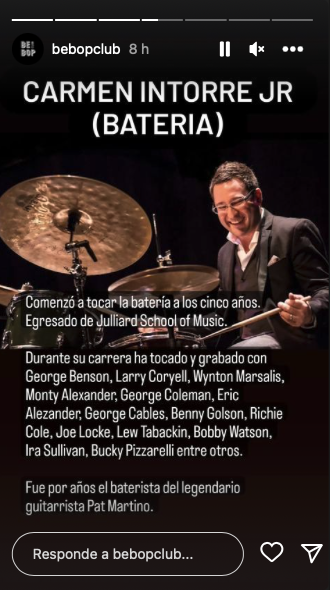 BE!
BOP
bebopclub 8 h
CARMEN INTORRE JR
(BATERIA)
Comenzó a tocar la batería a los cinco años.
Egresado de Julliard School of Music.
Durante su carrera ha tocado y grabado con
George Benson, Larry Coryell, Wynton Marsalis,
Monty Alexander, George Coleman, Eric
Alezander, George Cables, Benny Golson, Richie
Cole, Joe Locke, Lew Tabackin, Bobby Watson,
Ira Sullivan, Bucky Pizzarelli entre otros.
Fue por años el baterista del legendario
guitarrista Pat Martino.
Responde a bebopclub...